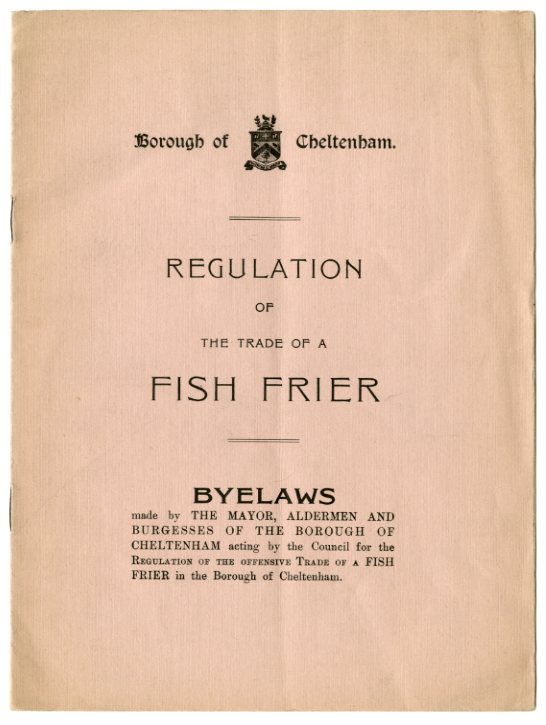 Borough of Cheltenham.
REGULATION
OF
THE TRADE OF A
FISH FRIER
BYELAWS
made by THE MAYOR, ALDERMEN AND
BURGESSES OF THE BOROUGH OF
CHELTENHAM acting by the Council for the
REGULATION OF THE OFFENSIVE TRADE OF A FISH
FRIER in the Borough of Cheltenham.